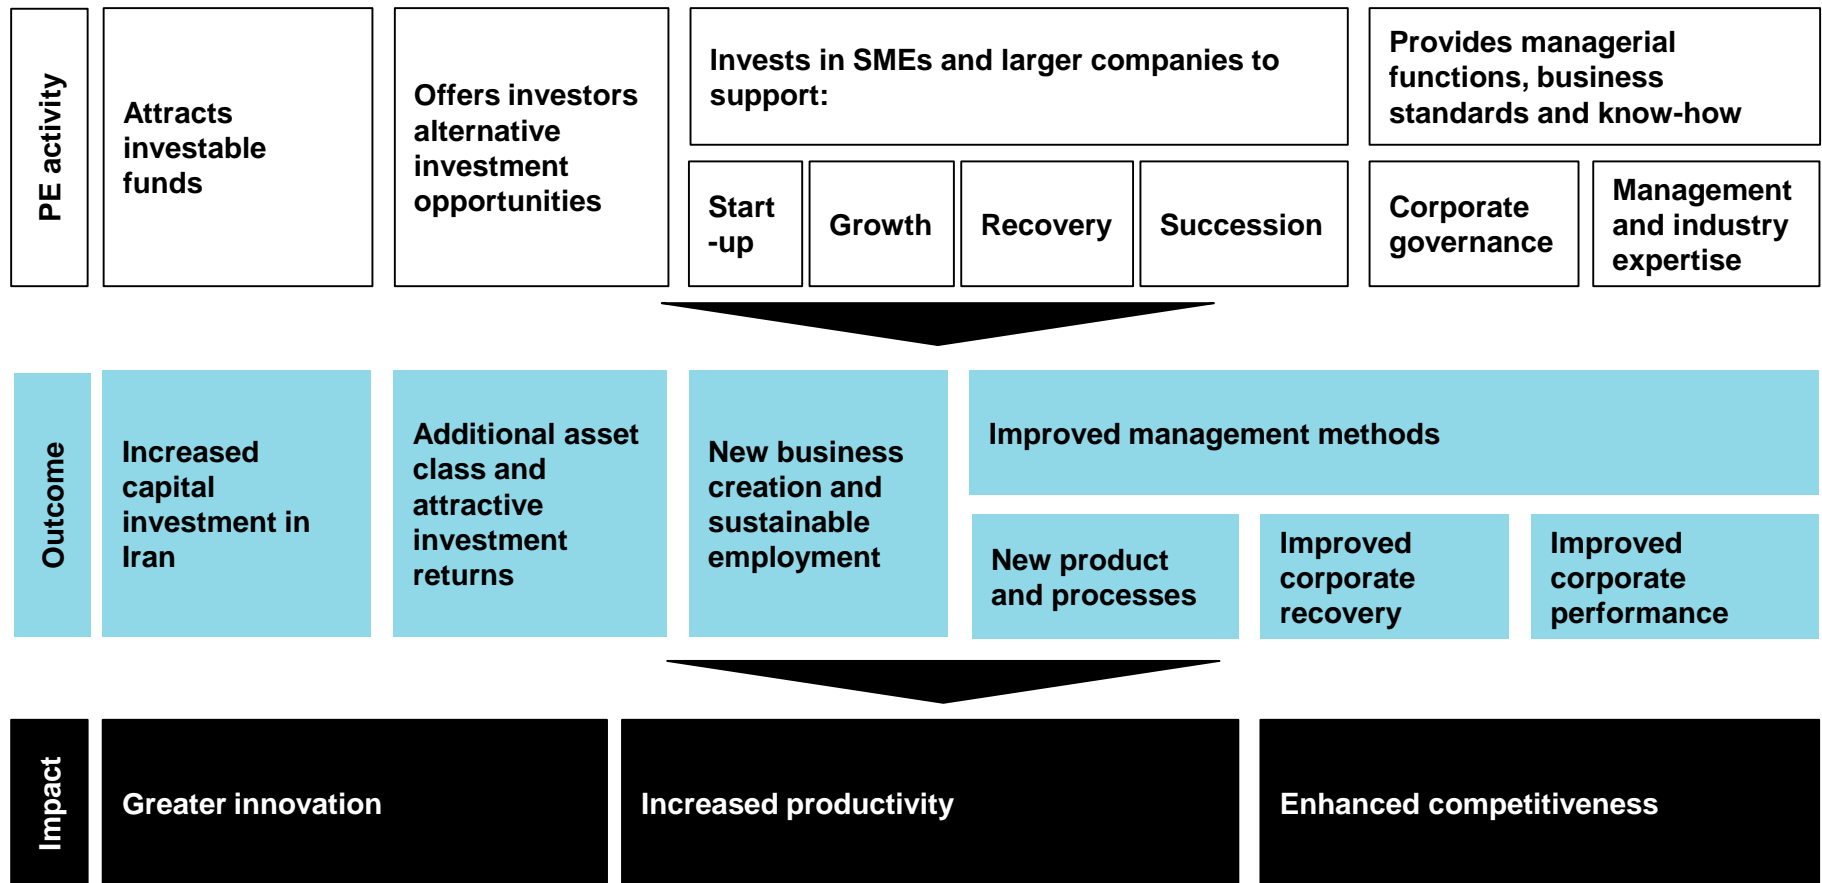 PE activity
Attracts
investable
funds
Offers investors
alternative
investment
opportunities
Invests in SMEs and larger companies to
support:
Start
-up
Growth
Recovery
Succession
Provides managerial
functions, business
standards and know-how
Corporate
governance
Management
and industry
expertise
Outcome
Increased
capital
investment in
Iran
Additional asset
class and
attractive
investment
returns
New business
creation and
sustainable
employment
Improved management methods
New product
and processes
Improved
corporate
recovery
Improved
corporate
performance
Impact
Greater innovation
Increased productivity
Enhanced competitiveness